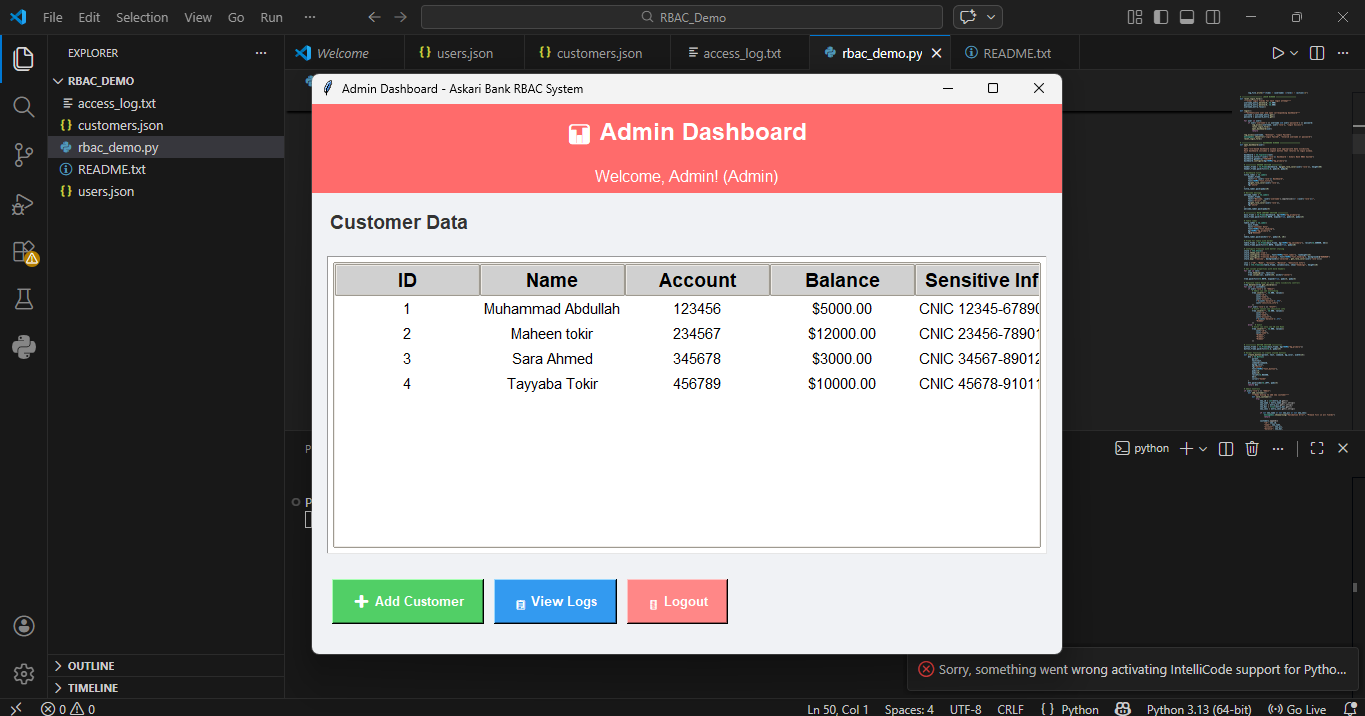 File Edit Selection View Go Run ··· RBAC_Demo
EXPLORER
RBAC_DEMO
access_log.txt
customers.json
rbac_demo.py
README.txt
users.json
OUTLINE
TIMELINE
Welcome users.json customers.json access_log.txt rbac_demo.py README.txt
Admin Dashboard - Askari Bank RBAC System
Admin Dashboard
Welcome, Admin! (Admin)
Customer Data
ID Name Account Balance Sensitive Inf
1 Muhammad Abdullah 123456 $5000.00 CNIC 12345-67890
2 Maheen tokir 234567 $12000.00 CNIC 23456-78901
3 Sara Ahmed 345678 $3000.00 CNIC 34567-89012
4 Tayyaba Tokir 456789 $10000.00 CNIC 45678-91011
Add Customer View Logs Logout
python
Sorry, something went wrong activating IntelliCode support for Pytho...
0 0 Ln 50, Col 1 Spaces: 4 UTF-8 CRLF {} Python Python 3.13 (64-bit) Go Live